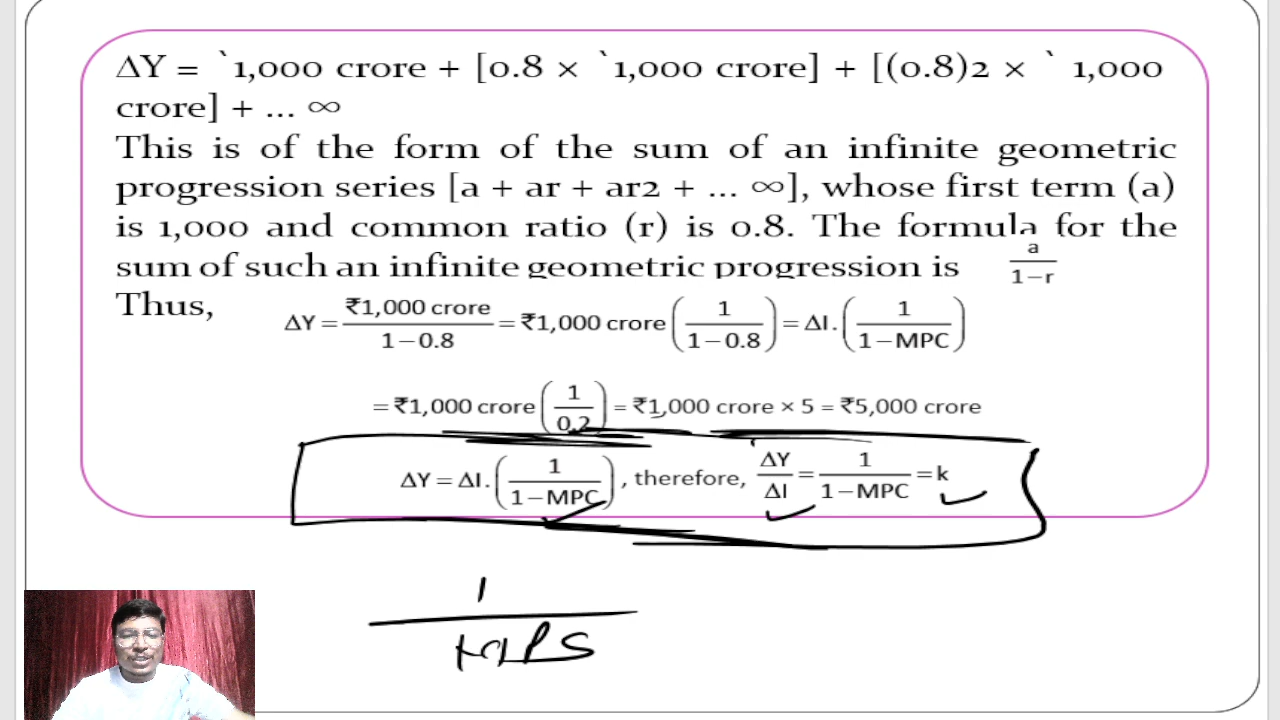 ΔY = `1,000 crore + [0.8 × `1,000 crore] + [(0.8)2 × ` 1,000
crore] + ... ∞
This is of the form of the sum of an infinite geometric
progression series [a + ar + ar2 + ... ∞], whose first term (a)
is 1,000 and common ratio (r) is 0.8. The formula for the
sum of such an infinite geometric progression is a/1−r
Thus,
ΔY = ₹1,000 crore/1−0.8 = ₹1,000 crore (1/1−0.8) = ΔI. (1/1−MPC)
= ₹1,000 crore (1/0.2) = ₹1,000 crore × 5 = ₹5,000 crore
ΔY = ΔI. (1/1−MPC), therefore, ΔY/ΔI = 1/1−MPC = k
1
MPS